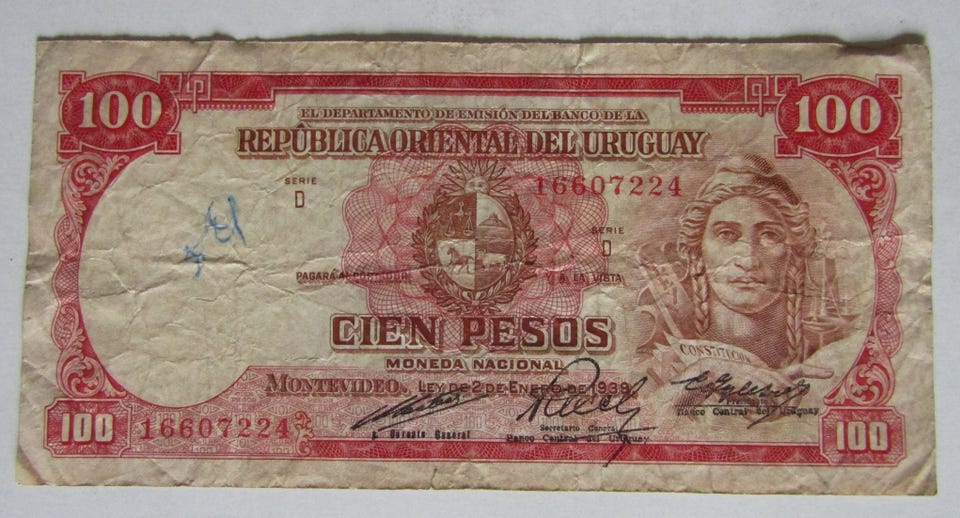 100
100
EL DEPARTAMENTO DE EMISIÓN DEL BANCO DE LA
REPÚBLICA ORIENTAL DEL URUGUAY
SERIE
D
16607224
SERIE
D
PAGARÁ AL PORTADOR
A LA VISTA
CIEN PESOS
CONSTITUCION
MONEDA NACIONAL
MONTEVIDEO, LEY DE 2 DE ENERO DE 1939
100
16607224
Gerente General
Secretario General
Banco Central del Uruguay
Banco Central del Uruguay
100